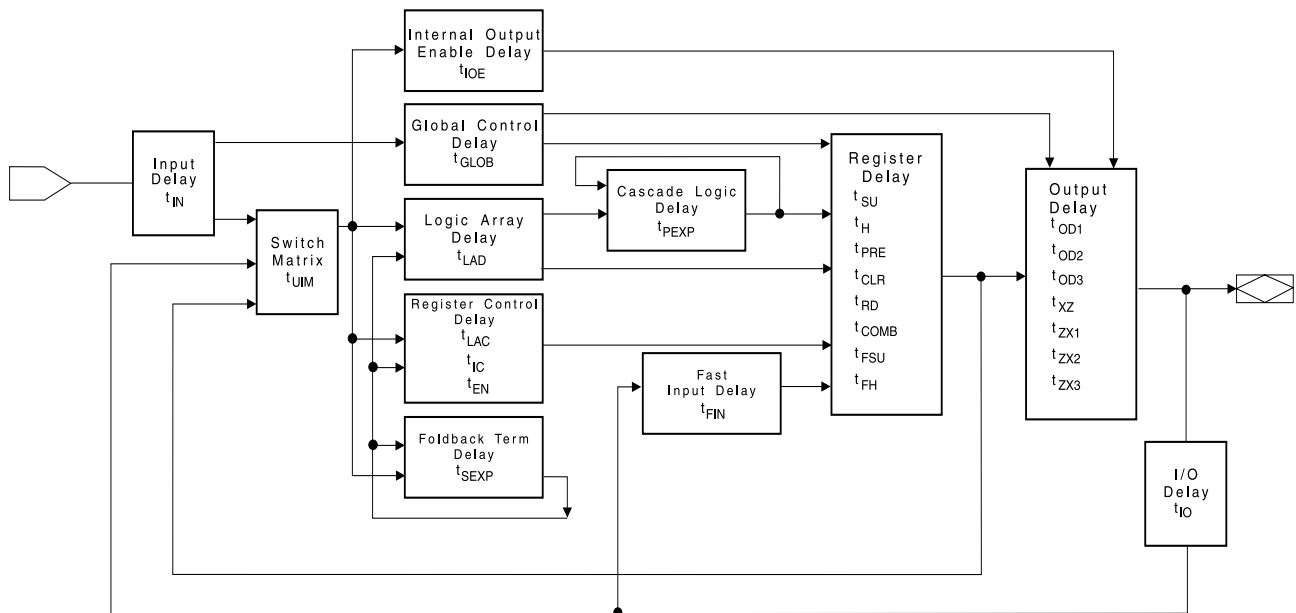 Input
Delay
tIN
Switch
Matrix
tUIM
Internal Output
Enable Delay
tIOE
Global Control
Delay
tGLOB
Logic Array
Delay
tLAD
Register Control
Delay
tLAC
tIC
tEN
Foldback Term
Delay
tSEXP
Cascade Logic
Delay
tPEXP
Fast
Input Delay
tFIN
Register
Delay
tSU
tH
tPRE
tCLR
tRD
tCOMB
tFSU
tFH
Output
Delay
tOD1
tOD2
tOD3
tXZ
tZX1
tZX2
tZX3
I/O
Delay
tIO